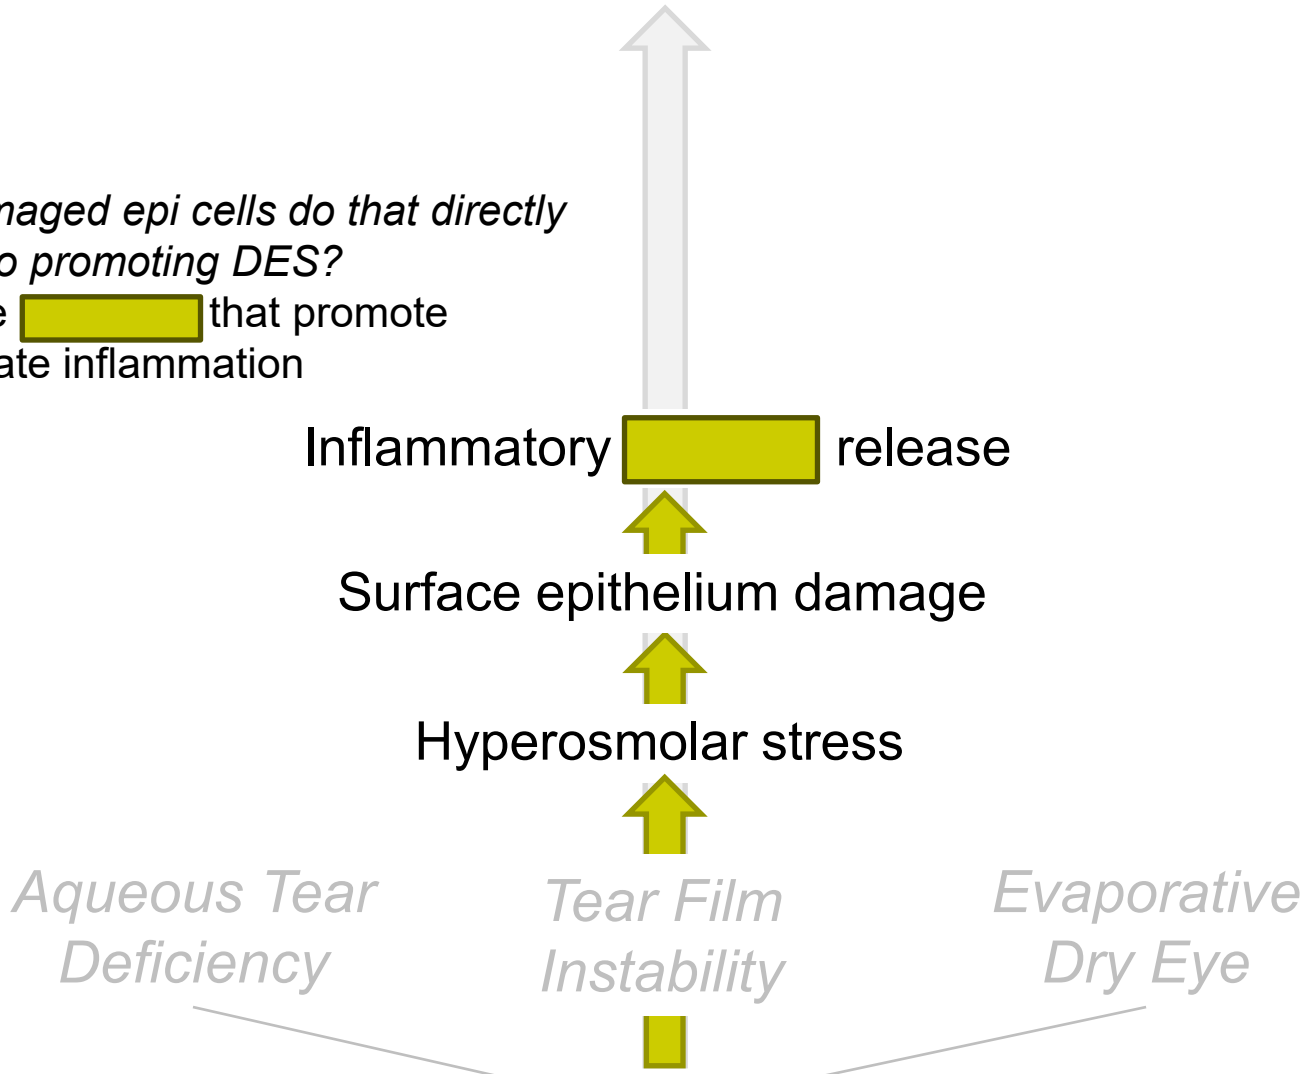 maged epi cells do that directly
o promoting DES?
e that promote
ate inflammation
Inflammatory release
Surface epithelium damage
Hyperosmolar stress
Aqueous Tear
Deficiency
Tear Film
Instability
Evaporative
Dry Eye